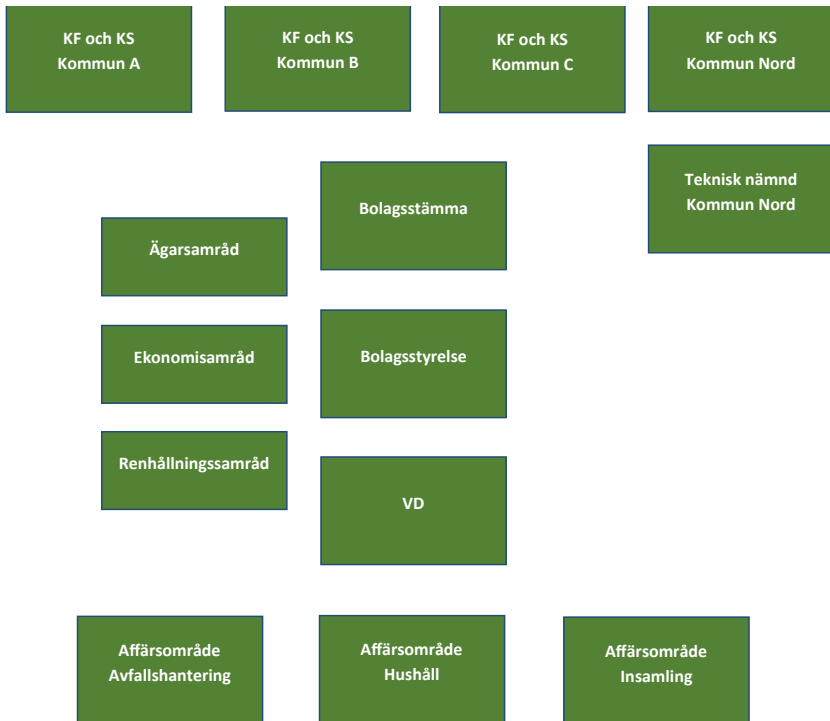 KF och KS
Kommun A
KF och KS
Kommun B
KF och KS
Kommun C
KF och KS
Kommun Nord
Teknisk nämnd
Kommun Nord
Bolagsstämma
Ägarsamråd
Ekonomisamråd
Bolagsstyrelse
Renhållningssamråd
VD
Affärsområde
Avfallshantering
Affärsområde
Hushåll
Affärsområde
Insamling